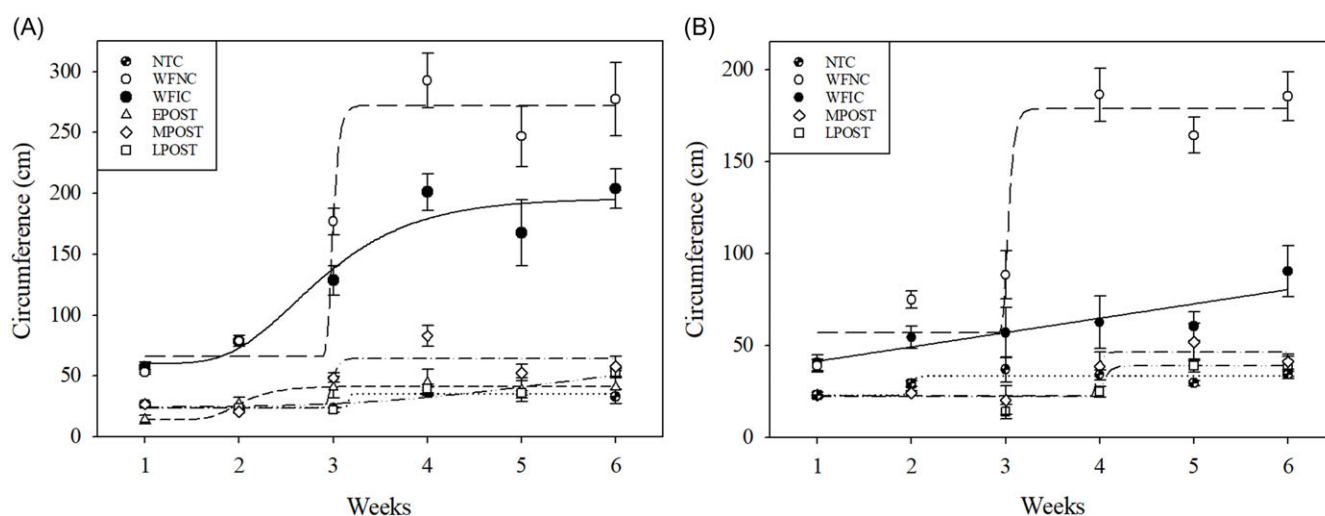 (A)
NTC
WFNC
WFIC
EPOST
MPOST
LPOST
Circumference (cm)
300
250
200
150
100
50
0
1 2 3 4 5 6
Weeks
(B)
NTC
WFNC
WFIC
MPOST
LPOST
Circumference (cm)
200
150
100
50
0
1 2 3 4 5 6
Weeks